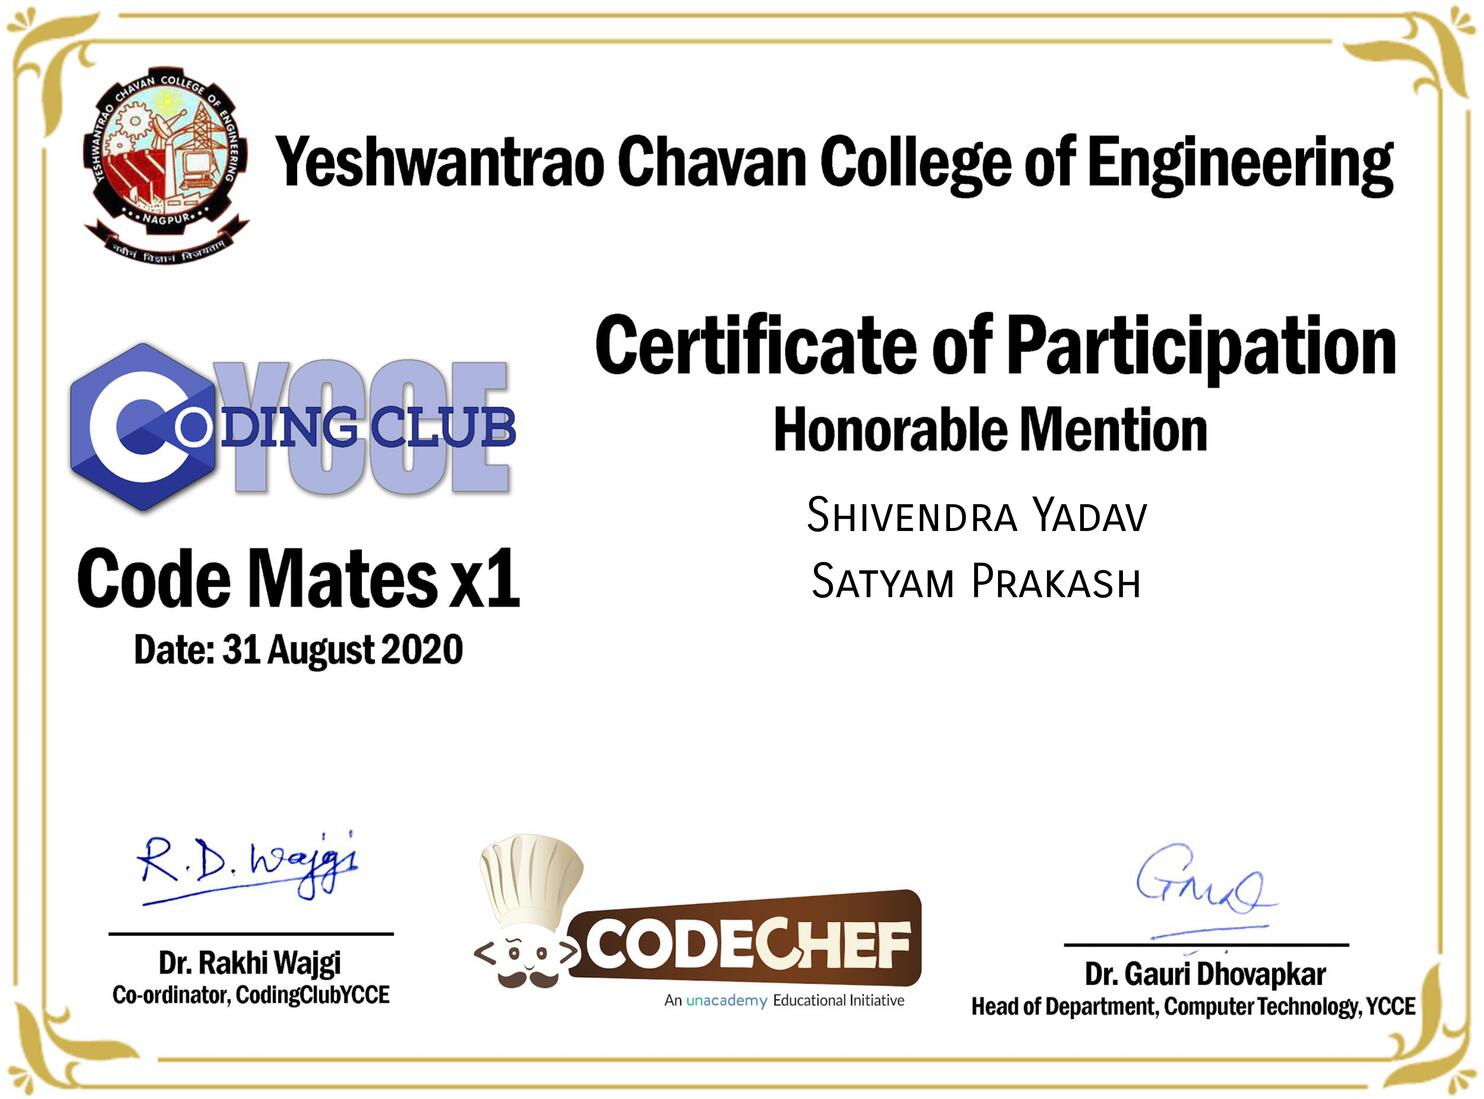 YESHWANTRAO CHAVAN COLLEGE OF ENGINEERING
NAGPUR
नवीनं विज्ञानं विजयताम्
Yeshwantrao Chavan College of Engineering
Certificate of Participation
Honorable Mention
SHIVENDRA YADAV
SATYAM PRAKASH
YCCE
CODING CLUB
Code Mates x1
Date: 31 August 2020
R.D. Wajgi
Dr. Rakhi Wajgi
Co-ordinator, CodingClubYCCE
CODECHEF
An unacademy Educational Initiative
Dr. Gauri Dhovapkar
Head of Department, Computer Technology, YCCE